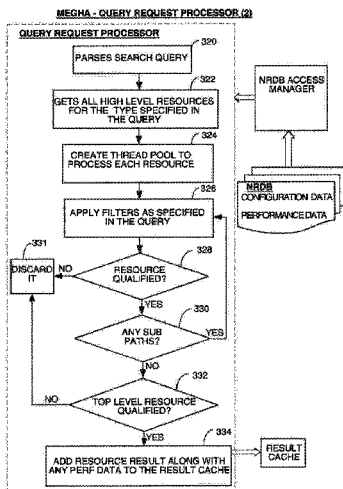 MEGHA - QUERY REQUEST PROCESSOR (2)
QUERY REQUEST PROCESSOR
320
PARSES SEARCH QUERY
322
GETS ALL HIGH LEVEL RESOURCES
FOR THE TYPE SPECIFIED IN
THE QUERY
324
CREATE THREAD POOL TO
PROCESS EACH RESOURCE
326
APPLY FILTERS AS SPECIFIED
IN THE QUERY
328
RESOURCE
QUALIFIED?
NO
331
DISCARD
IT
YES
330
ANY SUB
PATHS?
YES
NO
332
TOP LEVEL RESOURCE
QUALIFIED?
NO
YES
334
ADD RESOURCE RESULT ALONG WITH
ANY PERF DATA TO THE RESULT CACHE
NRDB ACCESS
MANAGER
NRDB
CONFIGURATION DATA
PERFORMANCE DATA
RESULT
CACHE